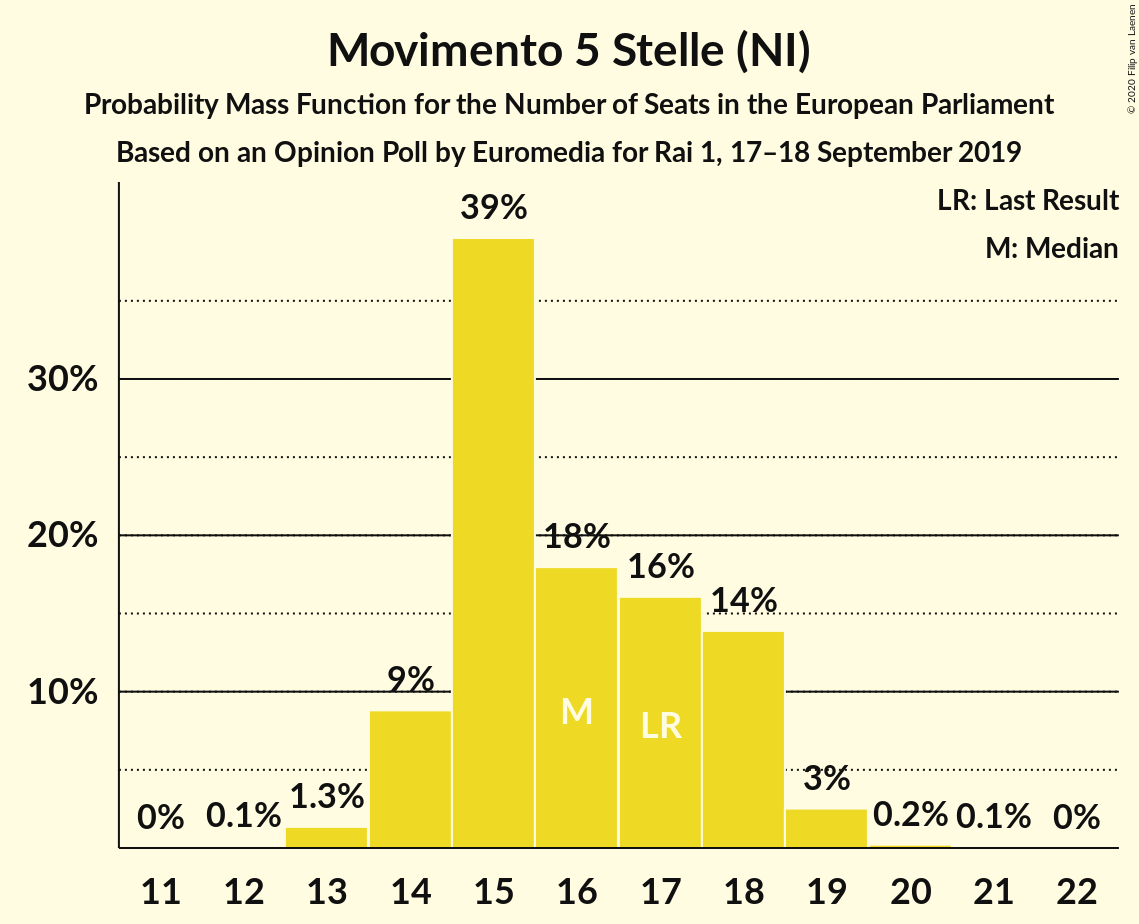 Movimento 5 Stelle (NI)
Probability Mass Function for the Number of Seats in the European Parliament
Based on an Opinion Poll by Euromedia for Rai 1, 17–18 September 2019
© 2020 Filip van Laenen
LR: Last Result
M: Median
39%
30%
20%
18%
16%
14%
10%
9%
M
LR
3%
1.3%
0%
0.1%
0.2%
0.1%
0%
11 12 13 14 15 16 17 18 19 20 21 22